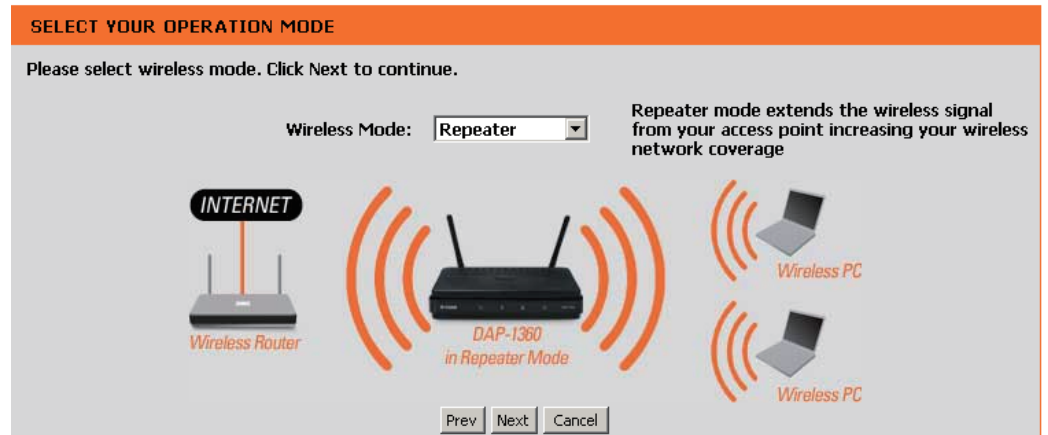 SELECT YOUR OPERATION MODE
Please select wireless mode. Click Next to continue.
Wireless Mode:
Repeater
Repeater mode extends the wireless signal
from your access point increasing your wireless
network coverage
INTERNET
Wireless Router
DAP-1360
in Repeater Mode
Wireless PC
Wireless PC
Prev
Next
Cancel